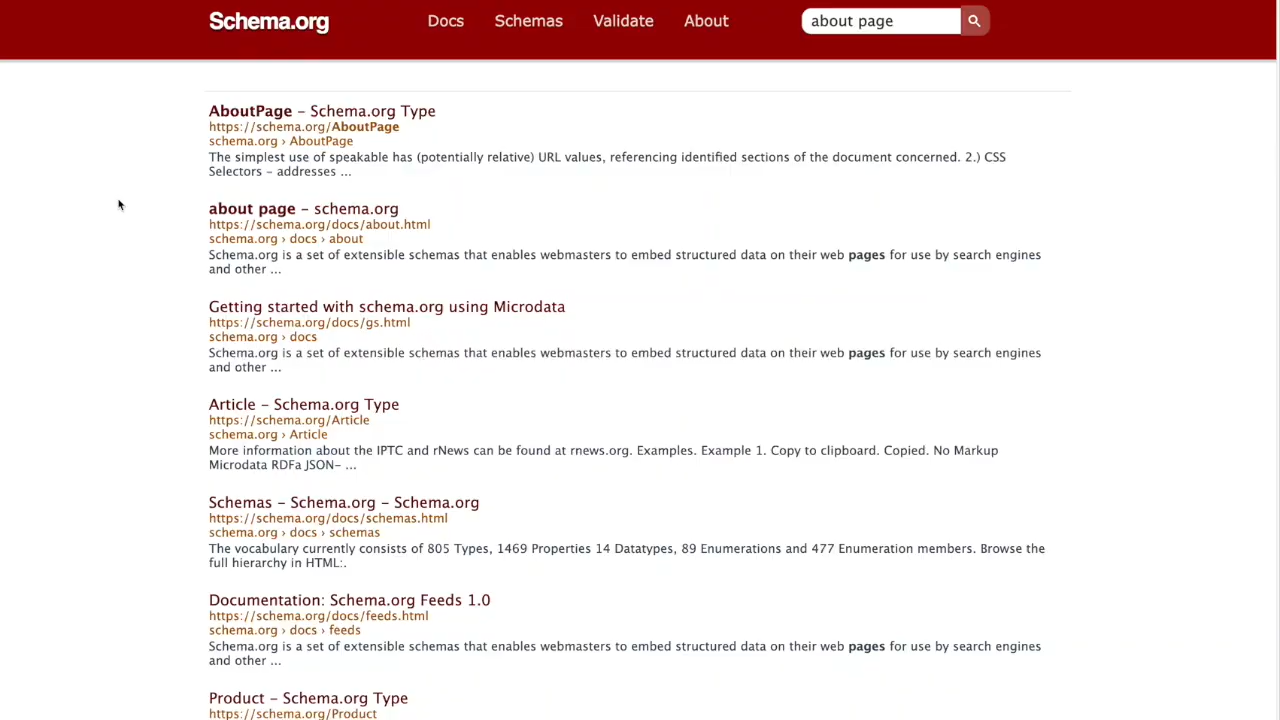 Schema.org Docs Schemas Validate About about page
AboutPage – Schema.org Type
https://schema.org/AboutPage
schema.org › AboutPage
The simplest use of speakable has (potentially relative) URL values, referencing identified sections of the document concerned. 2.) CSS
Selectors – addresses ...
about page – schema.org
https://schema.org/docs/about.html
schema.org › docs › about
Schema.org is a set of extensible schemas that enables webmasters to embed structured data on their web pages for use by search engines
and other ...
Getting started with schema.org using Microdata
https://schema.org/docs/gs.html
schema.org › docs
Schema.org is a set of extensible schemas that enables webmasters to embed structured data on their web pages for use by search engines
and other ...
Article – Schema.org Type
https://schema.org/Article
schema.org › Article
More information about the IPTC and rNews can be found at rnews.org. Examples. Example 1. Copy to clipboard. Copied. No Markup
Microdata RDFa JSON– ...
Schemas – Schema.org – Schema.org
https://schema.org/docs/schemas.html
schema.org › docs › schemas
The vocabulary currently consists of 805 Types, 1469 Properties 14 Datatypes, 89 Enumerations and 477 Enumeration members. Browse the
full hierarchy in HTML:.
Documentation: Schema.org Feeds 1.0
https://schema.org/docs/feeds.html
schema.org › docs › feeds
Schema.org is a set of extensible schemas that enables webmasters to embed structured data on their web pages for use by search engines
and other ...
Product – Schema.org Type
https://schema.org/Product